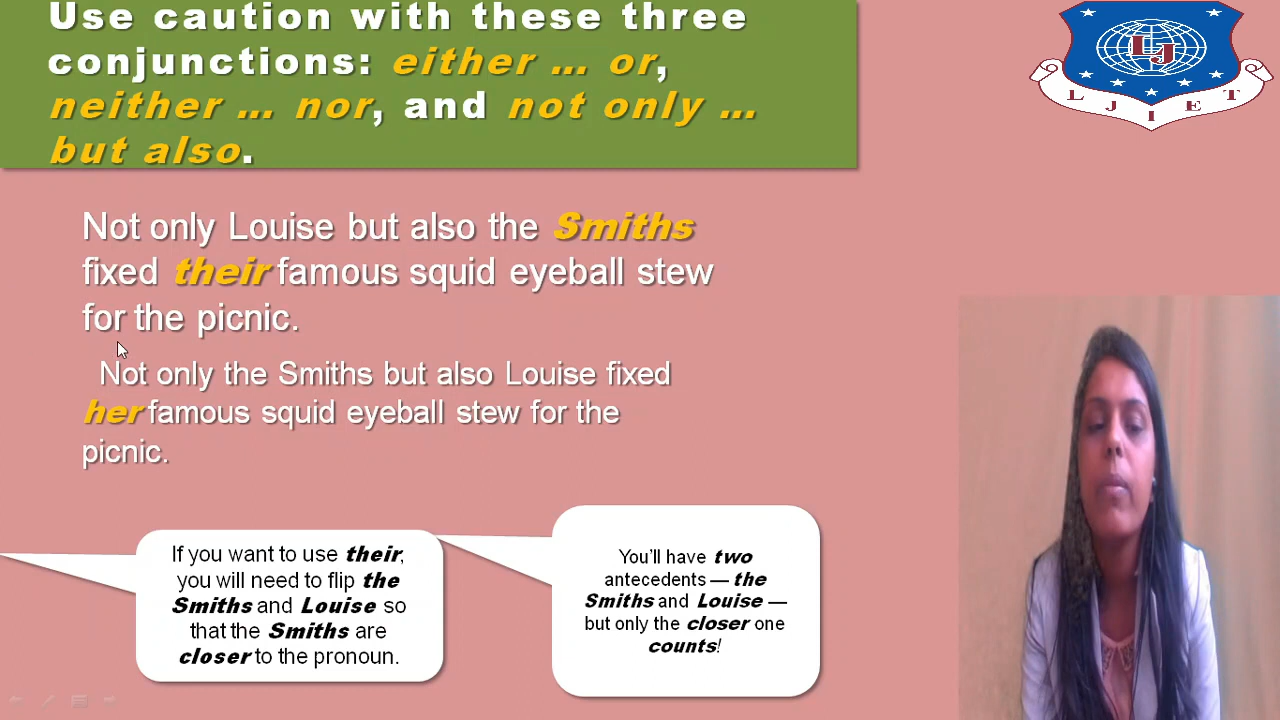 Use caution with these three
conjunctions: either … or,
neither … nor, and not only …
but also.
LJ
L J I E T
Not only Louise but also the Smiths
fixed their famous squid eyeball stew
for the picnic.
Not only the Smiths but also Louise fixed
her famous squid eyeball stew for the
picnic.
If you want to use their,
you will need to flip the
Smiths and Louise so
that the Smiths are
closer to the pronoun.
You’ll have two
antecedents — the
Smiths and Louise —
but only the closer one
counts!